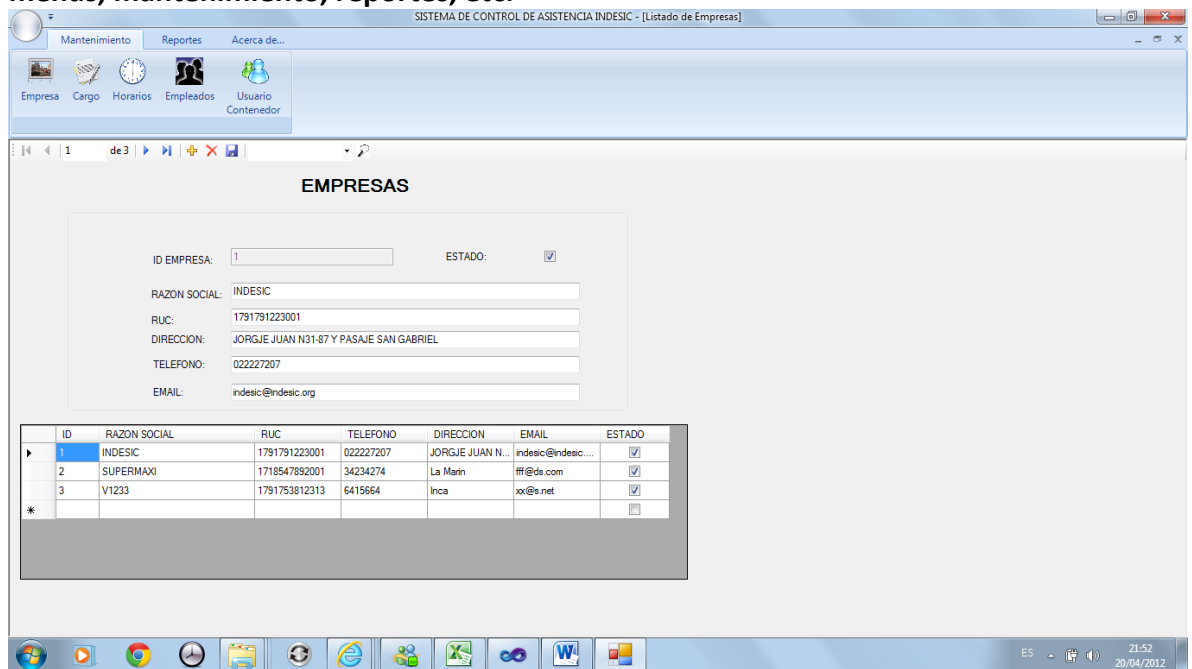 menús, mantenimiento, reportes, etc.
SISTEMA DE CONTROL DE ASISTENCIA INDESIC - [Listado de Empresas]
Mantenimiento Reportes Acerca de...
Empresa Cargo Horarios Empleados Usuario Contenedor
1 de 3
EMPRESAS
ID EMPRESA: 1 ESTADO:
RAZON SOCIAL: INDESIC
RUC: 1791791223001
DIRECCION: JORGJE JUAN N31-87 Y PASAJE SAN GABRIEL
TELEFONO: 022227207
EMAIL: indesic@indesic.org
ID RAZON SOCIAL RUC TELEFONO DIRECCION EMAIL ESTADO
1 INDESIC 1791791223001 022227207 JORGJE JUAN N... indesic@indesic....
2 SUPERMAXI 1718547892001 34234274 La Marin fff@ds.com
3 V1233 1791753812313 6415664 Inca xx@s.net
ES 21:52
20/04/2012